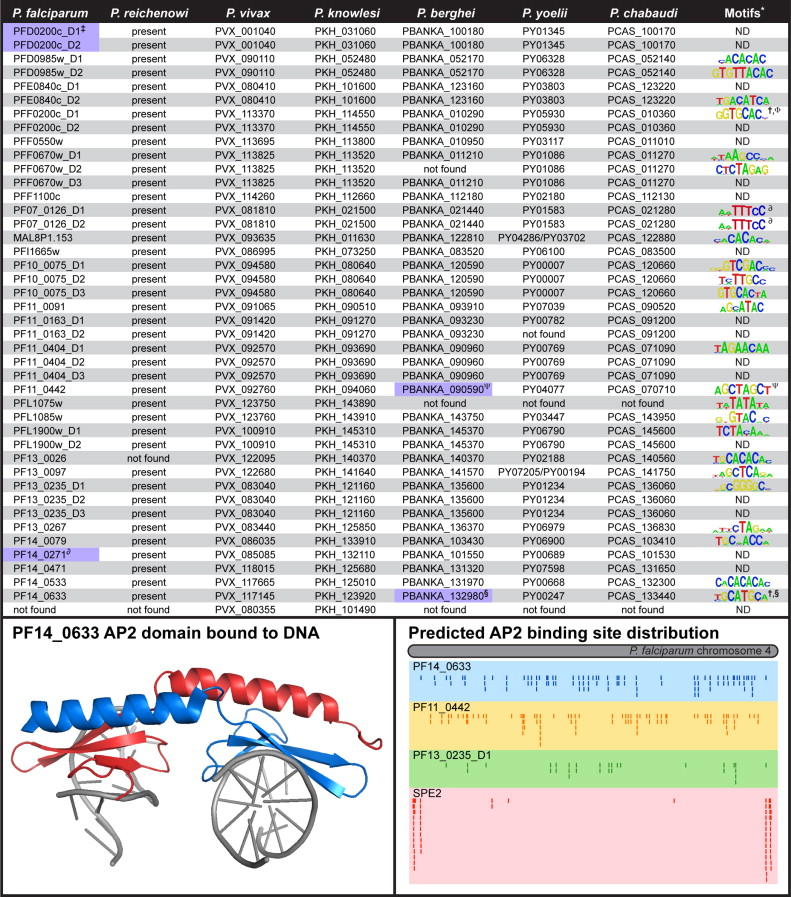 P. falciparum P. reichenowi P. vivax P. knowlesi P. berghei P. yoelii P. chabaudi Motifs*
PFD0200c_D1‡ present PVX_001040 PKH_031060 PBANKA_100180 PY01345 PCAS_100170 ND
PFD0200c_D2 present PVX_001040 PKH_031060 PBANKA_100180 PY01345 PCAS_100170 ND
PFD0985w_D1 present PVX_090110 PKH_052480 PBANKA_052170 PY06328 PCAS_052140 CACACAC
PFD0985w_D2 present PVX_090110 PKH_052480 PBANKA_052170 PY06328 PCAS_052140 GTGTTACAC
PFE0840c_D1 present PVX_080410 PKH_101600 PBANKA_123160 PY03803 PCAS_123220 ND
PFE0840c_D2 present PVX_080410 PKH_101600 PBANKA_123160 PY03803 PCAS_123220 TGACATCA
PFF0200c_D1 present PVX_113370 PKH_114550 PBANKA_010290 PY05930 PCAS_010360 GGTGCAC †,Φ
PFF0200c_D2 present PVX_113370 PKH_114550 PBANKA_010290 PY05930 PCAS_010360 ND
PFF0550w present PVX_113695 PKH_113800 PBANKA_010950 PY03117 PCAS_011010 ND
PFF0670w_D1 present PVX_113825 PKH_113520 PBANKA_011210 PY01086 PCAS_011270
PFF0670w_D2 present PVX_113825 PKH_113520 not found PY01086 PCAS_011270 CTCTAGAG
PFF0670w_D3 present PVX_113825 PKH_113520 PBANKA_011210 PY01086 PCAS_011270 ND
PFF1100c present PVX_114260 PKH_112660 PBANKA_112180 PY02180 PCAS_112130 ND
PF07_0126_D1 present PVX_081810 PKH_021500 PBANKA_021440 PY01583 PCAS_021280 TTTCC ∂
PF07_0126_D2 present PVX_081810 PKH_021500 PBANKA_021440 PY01583 PCAS_021280 TTTCC ∂
MAL8P1.153 present PVX_093635 PKH_011630 PBANKA_122810 PY04286/PY03702 PCAS_122880 CACACA
PFI1665w present PVX_086995 PKH_073250 PBANKA_083520 PY06100 PCAS_083500 ND
PF10_0075_D1 present PVX_094580 PKH_080640 PBANKA_120590 PY00007 PCAS_120660 GTCGAC
PF10_0075_D2 present PVX_094580 PKH_080640 PBANKA_120590 PY00007 PCAS_120660 TTGC
PF10_0075_D3 present PVX_094580 PKH_080640 PBANKA_120590 PY00007 PCAS_120660 GTGCACTA
PF11_0091 present PVX_091065 PKH_090510 PBANKA_093910 PY07039 PCAS_090520
PF11_0163_D1 present PVX_091420 PKH_091270 PBANKA_093230 PY00782 PCAS_091200 ND
PF11_0163_D2 present PVX_091420 PKH_091270 PBANKA_093230 not found PCAS_091200 ND
PF11_0404_D1 present PVX_092570 PKH_093690 PBANKA_090960 PY00769 PCAS_071090 TAGAACAA
PF11_0404_D2 present PVX_092570 PKH_093690 PBANKA_090960 PY00769 PCAS_071090 ND
PF11_0404_D3 present PVX_092570 PKH_093690 PBANKA_090960 PY00769 PCAS_071090 ND
PF11_0442 present PVX_092760 PKH_094060 PBANKA_090590Ψ PY04077 PCAS_070710 AGCTAGCT Ψ
PFL1075w present PVX_123750 PKH_143890 not found not found not found TATATA
PFL1085w present PVX_123760 PKH_143910 PBANKA_143750 PY03447 PCAS_143950 GTAC
PFL1900w_D1 present PVX_100910 PKH_145310 PBANKA_145370 PY06790 PCAS_145600
PFL1900w_D2 present PVX_100910 PKH_145310 PBANKA_145370 PY06790 PCAS_145600 ND
PF13_0026 not found PVX_122095 PKH_140370 PBANKA_140370 PY02188 PCAS_140560 TGCACACA
PF13_0097 present PVX_122680 PKH_141640 PBANKA_141570 PY07205/PY00194 PCAS_141750 GCTCA
PF13_0235_D1 present PVX_083040 PKH_121160 PBANKA_135600 PY01234 PCAS_136060 CGGGGC
PF13_0235_D2 present PVX_083040 PKH_121160 PBANKA_135600 PY01234 PCAS_136060 ND
PF13_0235_D3 present PVX_083040 PKH_121160 PBANKA_135600 PY01234 PCAS_136060 ND
PF13_0267 present PVX_083440 PKH_125850 PBANKA_136370 PY06979 PCAS_136830 CTAG
PF14_0079 present PVX_086035 PKH_133910 PBANKA_103430 PY06900 PCAS_103410
PF14_0271∂ present PVX_085085 PKH_132110 PBANKA_101550 PY00689 PCAS_101530 ND
PF14_0471 present PVX_118015 PKH_125680 PBANKA_131320 PY07598 PCAS_131650 ND
PF14_0533 present PVX_117665 PKH_125010 PBANKA_131970 PY00668 PCAS_132300 CACACACAC
PF14_0633 present PVX_117145 PKH_123920 PBANKA_132980§ PY00247 PCAS_133440 TGCATGCA †,§
not found not found PVX_080355 PKH_101490 not found not found not found ND
PF14_0633 AP2 domain bound to DNA
Predicted AP2 binding site distribution
P. falciparum chromosome 4
PF14_0633
PF11_0442
PF13_0235_D1
SPE2